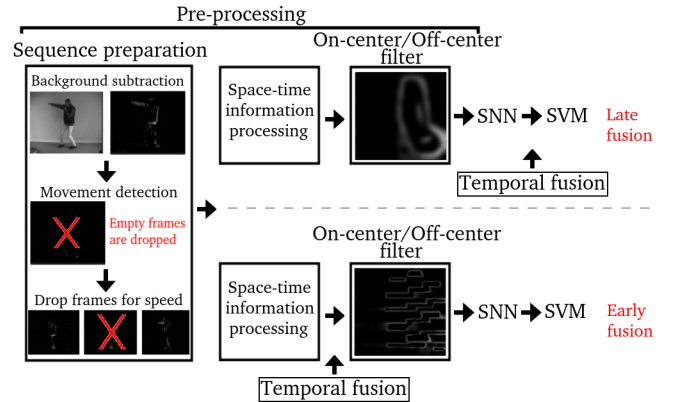 Pre-processing
Sequence preparation
Background subtraction
Movement detection
Empty frames
are dropped
Drop frames for speed
On-center/Off-center
filter
Space-time
information
processing
SNN
SVM
Late
fusion
Temporal fusion
On-center/Off-center
filter
Space-time
information
processing
SNN
SVM
Early
fusion
Temporal fusion